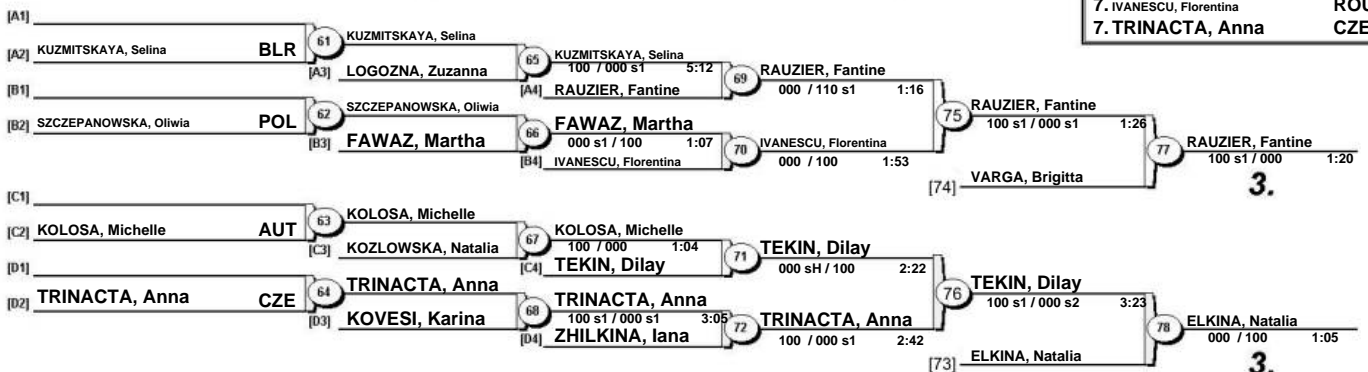 7. IVANESCU, Florentina ROU
7. TRINACTA, Anna CZE
[A1]
[A2] KUZMITSKAYA, Selina BLR
61 KUZMITSKAYA, Selina
[A3] LOGOZNA, Zuzanna
65 KUZMITSKAYA, Selina
100 / 000 s1 5:12
[A4] RAUZIER, Fantine
69 RAUZIER, Fantine
000 / 110 s1 1:16
[B1]
[B2] SZCZEPANOWSKA, Oliwia POL
62 SZCZEPANOWSKA, Oliwia
[B3] FAWAZ, Martha
66 FAWAZ, Martha
000 s1 / 100 1:07
[B4] IVANESCU, Florentina
70 IVANESCU, Florentina
000 / 100 1:53
75 RAUZIER, Fantine
100 s1 / 000 s1 1:26
[74] VARGA, Brigitta
77 RAUZIER, Fantine
100 s1 / 000 1:20
3.
[C1]
[C2] KOLOSA, Michelle AUT
63 KOLOSA, Michelle
[C3] KOZLOWSKA, Natalia
67 KOLOSA, Michelle
100 / 000 1:04
[C4] TEKIN, Dilay
71 TEKIN, Dilay
000 sH / 100 2:22
[D1]
[D2] TRINACTA, Anna CZE
64 TRINACTA, Anna
[D3] KOVESI, Karina
68 TRINACTA, Anna
100 s1 / 000 s1 3:05
[D4] ZHILKINA, Iana
72 TRINACTA, Anna
100 / 000 s1 2:42
76 TEKIN, Dilay
100 s1 / 000 s2 3:23
[73] ELKINA, Natalia
78 ELKINA, Natalia
000 / 100 1:05
3.